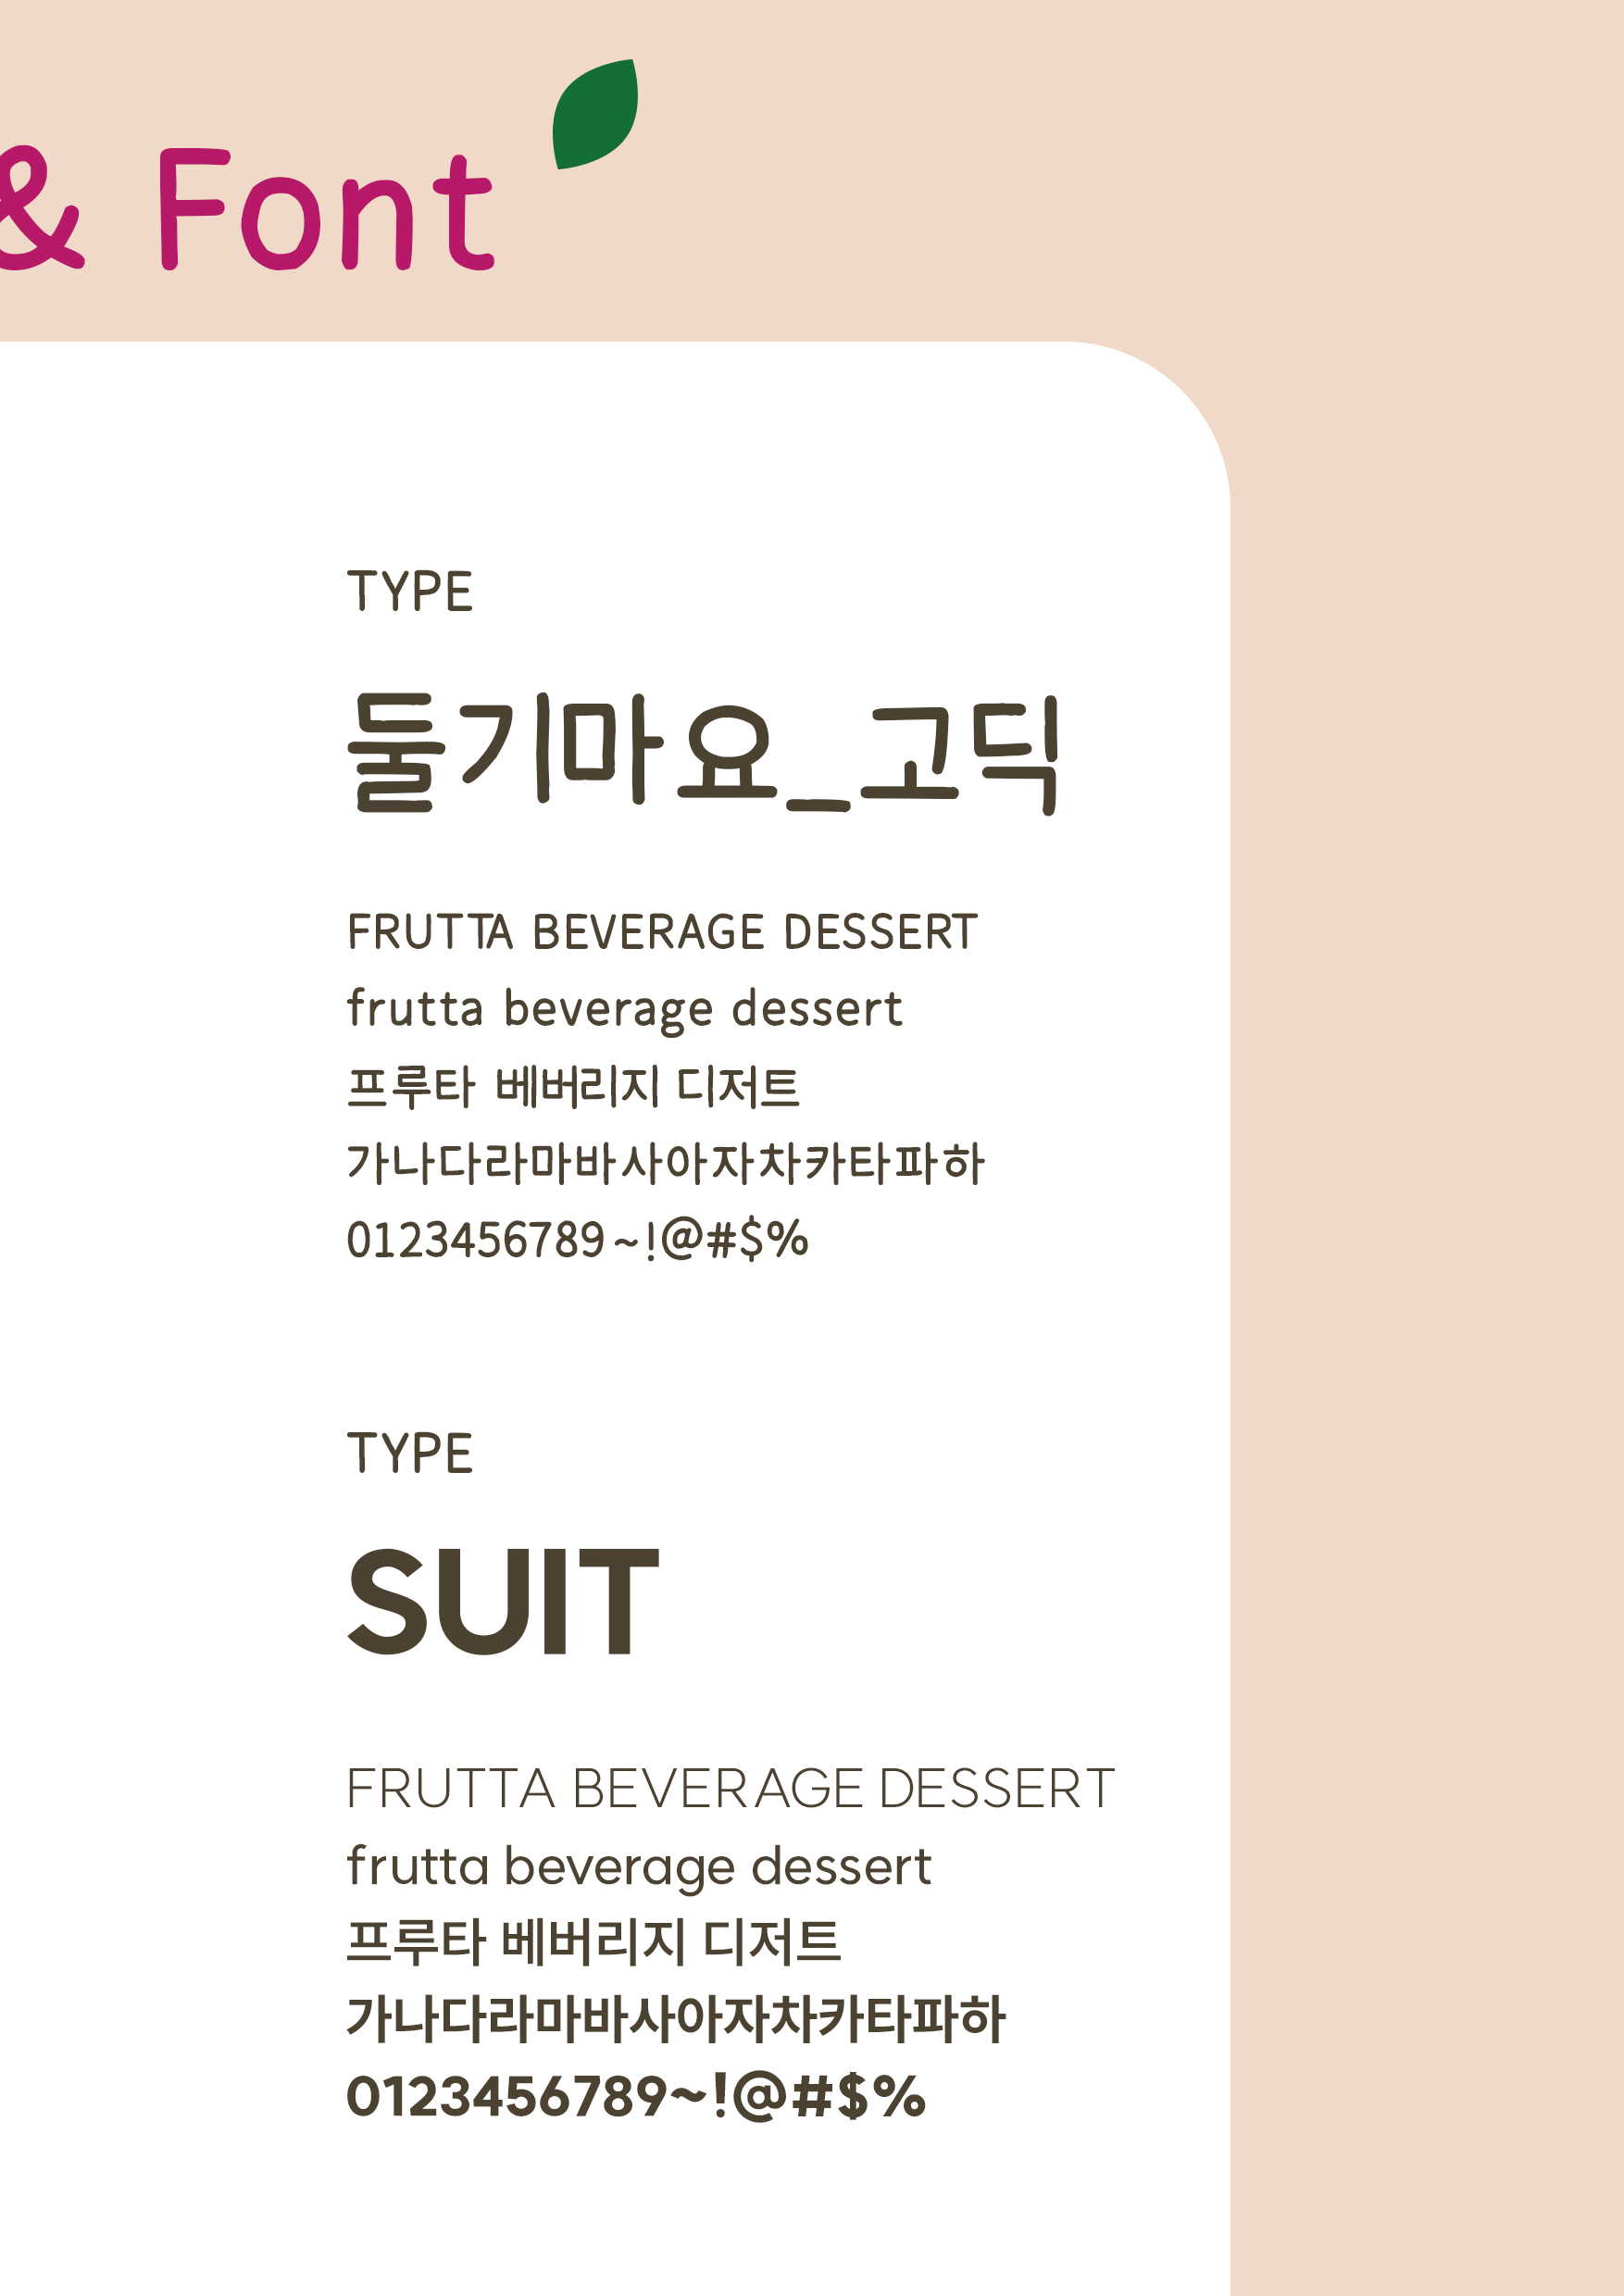 & Font
TYPE
둘기마요_고딕
FRUTTA BEVERAGE DESSERT
frutta beverage dessert
프루타 베버리지 디저트
가나다라마바사아자차카타파하
0123456789~!@#$%
TYPE
SUIT
FRUTTA BEVERAGE DESSERT
frutta beverage dessert
프루타 베버리지 디저트
가나다라마바사아자차카타파하
0123456789~!@#$%